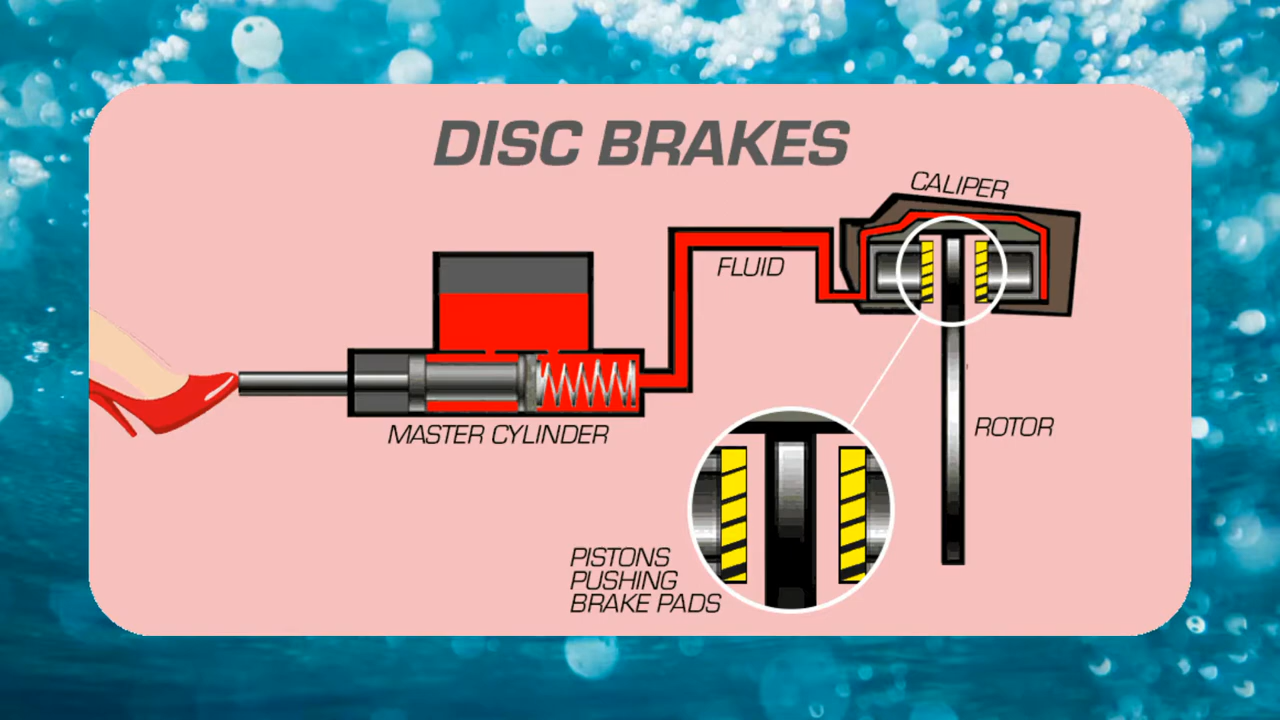 DISC BRAKES
CALIPER
FLUID
MASTER CYLINDER
ROTOR
PISTONS
PUSHING
BRAKE PADS